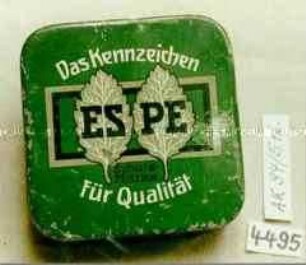 Das Kennzeichen
ES PE
Für Qualität
4495